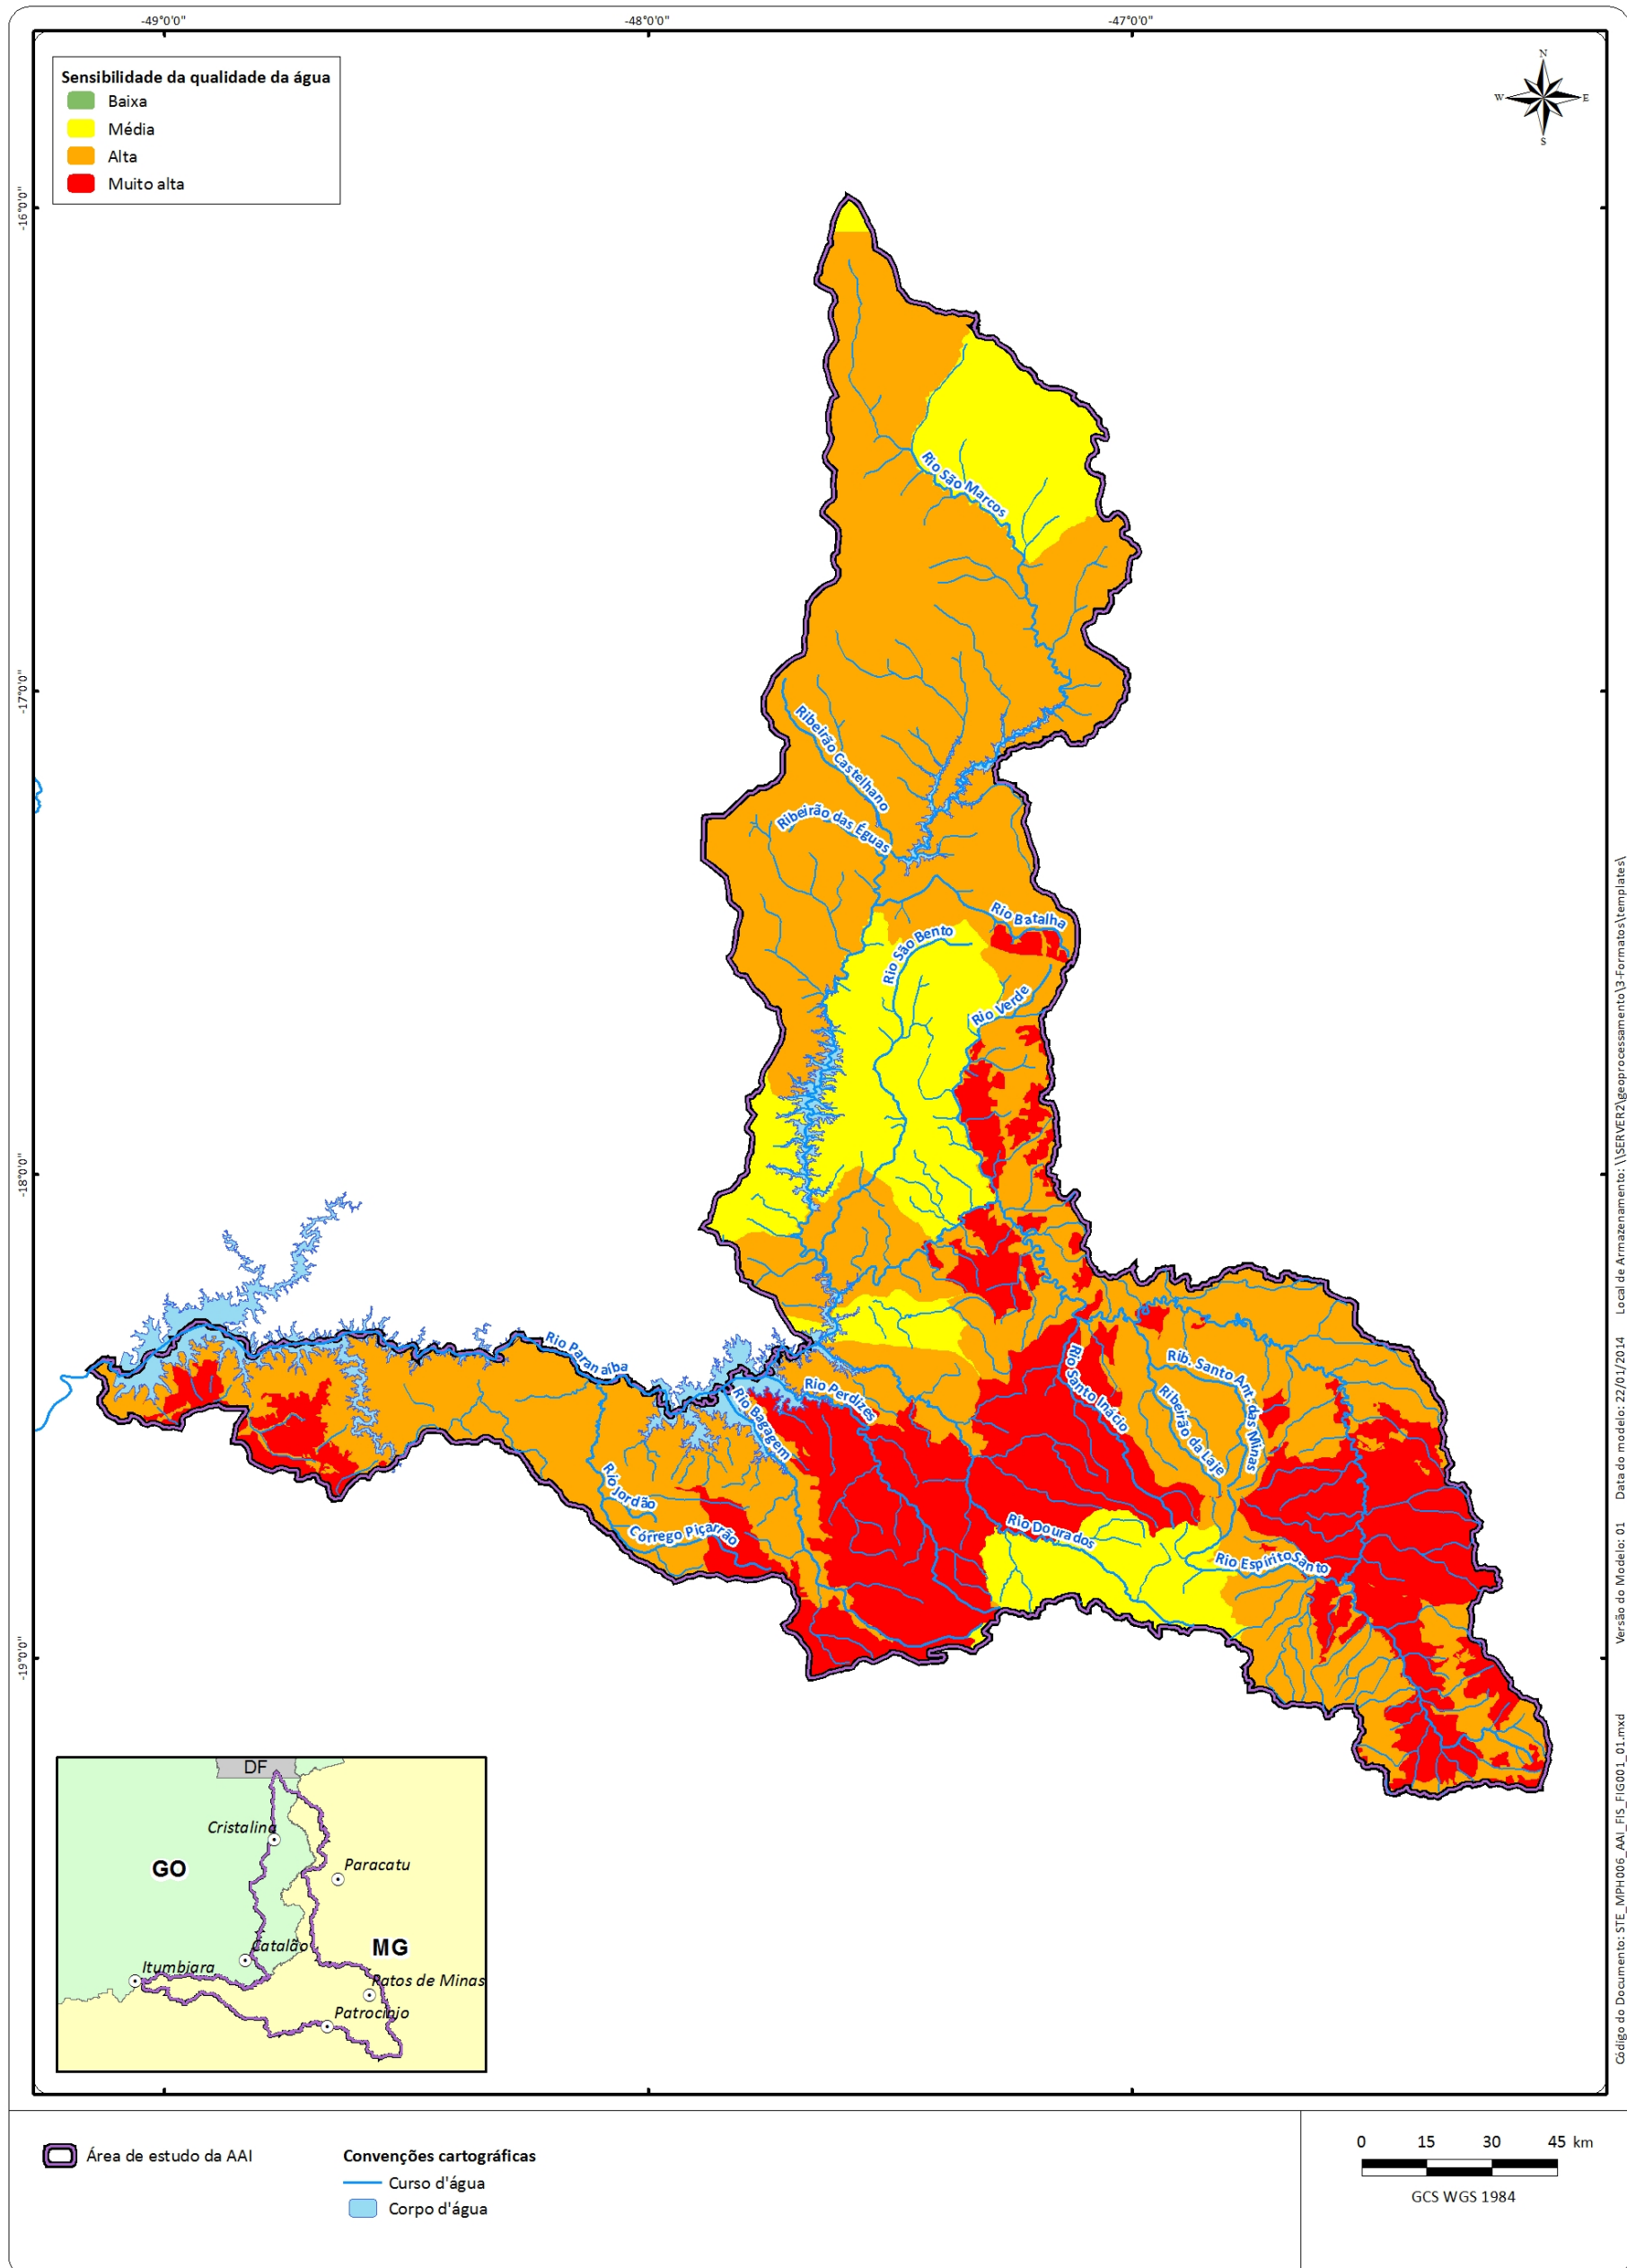 -49°0'0"
-48°0'0"
-47°0'0"
Sensibilidade da qualidade da água
Baixa
Média
Alta
Muito alta
N
W
E
S
-16°0'0"
-17°0'0"
-18°0'0"
-19°0'0"
Rio São Marcos
Ribeirão Castelhano
Ribeirão das Éguas
Rio Batalha
Rio São Bento
Rio Verde
Rio Paranaíba
Rio Perdizes
Rio Bagagem
Rio Santo Inácio
Rib. Santo Ant. das Minas
Ribeirão da Laje
Rio Jordão
Córrego Piçarrão
Rio Dourados
Rio Espírito Santo
DF
Cristalina
GO
Paracatu
MG
Catalão
Itumbiara
Patos de Minas
Patrocínio
Local de Armazenamento: \\SERVER2\geoprocessamento\3-Formatos\templates\
Data do modelo: 22/01/2014
Versão do Modelo: 01
Código do Documento: STE_MPH006_AAI_FIS_FIG001_01.mxd
Área de estudo da AAI
Convenções cartográficas
Curso d'água
Corpo d'água
0 15 30 45 km
GCS WGS 1984